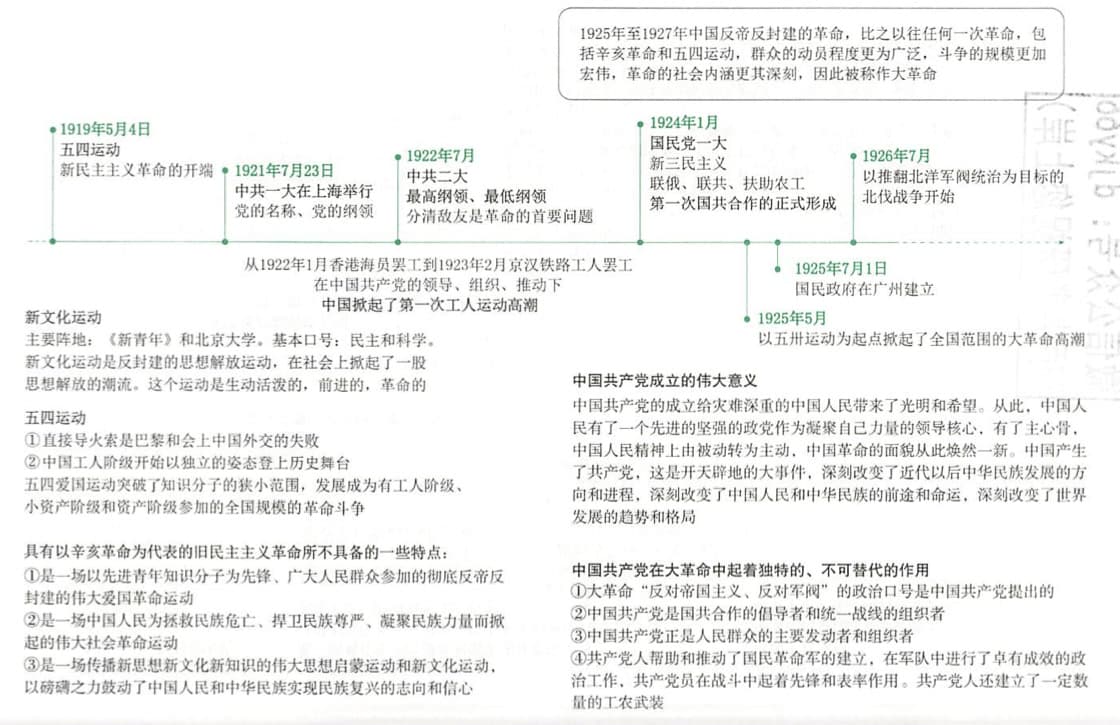 1925年至1927年中国反帝反封建的革命，比之以往任何一次革命，包
括辛亥革命和五四运动，群众的动员程度更为广泛，斗争的规模更加
宏伟，革命的社会内涵更其深刻，因此被称作大革命
1919年5月4日
五四运动
新民主主义革命的开端
1921年7月23日
中共一大在上海举行
党的名称、党的纲领
1922年7月
中共二大
最高纲领、最低纲领
分清敌友是革命的首要问题
1924年1月
国民党一大
新三民主义
联俄、联共、扶助农工
第一次国共合作的正式形成
1926年7月
以推翻北洋军阀统治为目标的
北伐战争开始
从1922年1月香港海员罢工到1923年2月京汉铁路工人罢工
在中国共产党的领导、组织、推动下
中国掀起了第一次工人运动高潮
1925年7月1日
国民政府在广州建立
1925年5月
以五卅运动为起点掀起了全国范围的大革命高潮
新文化运动
主要阵地：《新青年》和北京大学。基本口号：民主和科学。
新文化运动是反封建的思想解放运动，在社会上掀起了一股
思想解放的潮流。这个运动是生动活泼的，前进的，革命的
五四运动
①直接导火索是巴黎和会上中国外交的失败
②中国工人阶级开始以独立的姿态登上历史舞台
五四爱国运动突破了知识分子的狭小范围，发展成为有工人阶级、
小资产阶级和资产阶级参加的全国规模的革命斗争
具有以辛亥革命为代表的旧民主主义革命所不具备的一些特点：
①是一场以先进青年知识分子为先锋、广大人民群众参加的彻底反帝反
封建的伟大爱国革命运动
②是一场中国人民为拯救民族危亡、捍卫民族尊严、凝聚民族力量而掀
起的伟大社会革命运动
③是一场传播新思想新文化新知识的伟大思想启蒙运动和新文化运动，
以磅礴之力鼓动了中国人民和中华民族实现民族复兴的志向和信心
中国共产党成立的伟大意义
中国共产党的成立给灾难深重的中国人民带来了光明和希望。从此，中国人
民有了一个先进的坚强的政党作为凝聚自己力量的领导核心，有了主心骨，
中国人民精神上由被动转为主动，中国革命的面貌从此焕然一新。中国产生
了共产党，这是开天辟地的大事件，深刻改变了近代以后中华民族发展的方
向和进程，深刻改变了中国人民和中华民族的前途和命运，深刻改变了世界
发展的趋势和格局
中国共产党在大革命中起着独特的、不可替代的作用
①大革命“反对帝国主义、反对军阀”的政治口号是中国共产党提出的
②中国共产党是国共合作的倡导者和统一战线的组织者
③中国共产党正是人民群众的主要发动者和组织者
④共产党人帮助和推动了国民革命军的建立，在军队中进行了卓有成效的政
治工作，共产党员在战斗中起着先锋和表率作用。共产党人还建立了一定数
量的工农武装